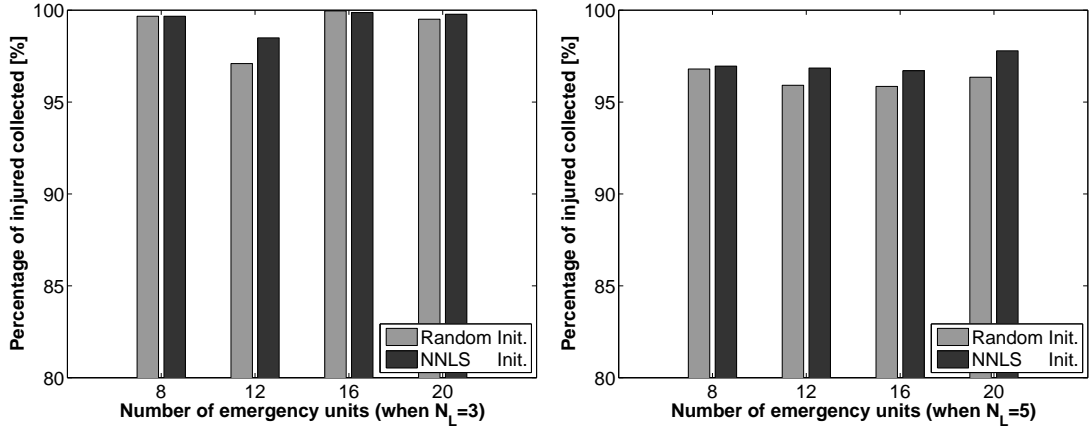 Percentage of injured collected [%]
100
95
90
85
80
8
12
16
20
Number of emergency units (when N_L=3)
Random Init.
NNLS Init.
Percentage of injured collected [%]
100
95
90
85
80
8
12
16
20
Number of emergency units (when N_L=5)
Random Init.
NNLS Init.